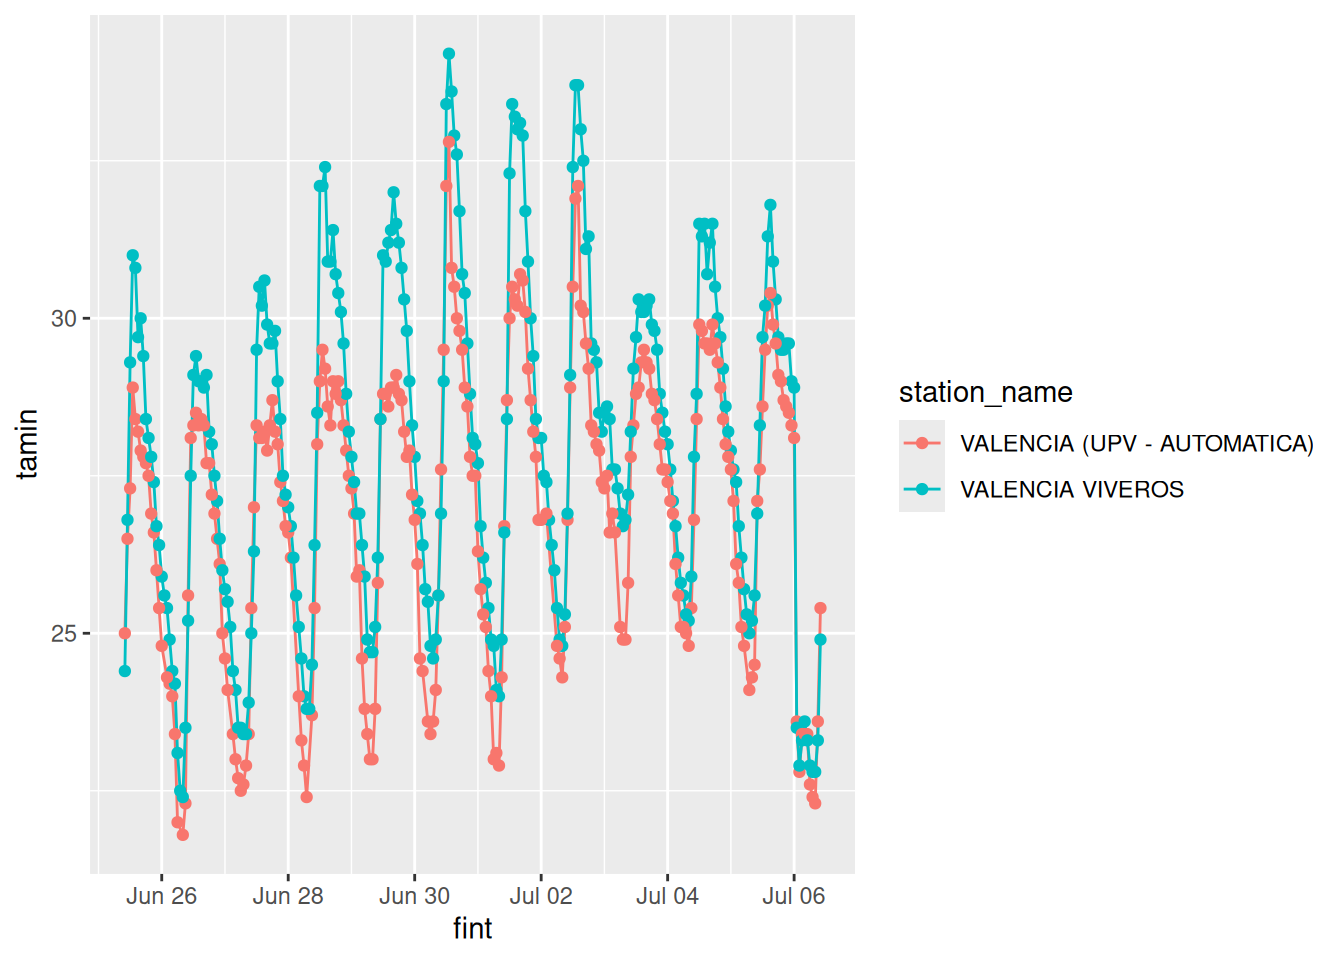 30
25
tamin
Jun 26
Jun 28
Jun 30
Jul 02
Jul 04
Jul 06
fint
station_name
VALENCIA (UPV - AUTOMATICA)
VALENCIA VIVEROS